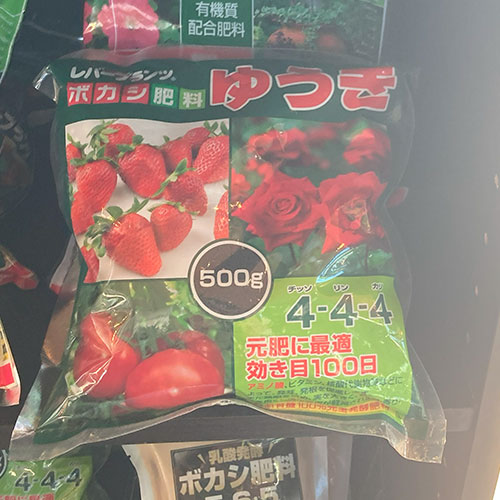 有機質
配合肥料
レバープランツ
ボカシ肥料 ゆうき
500g
チッソ リン カリ
4-4-4
元肥に最適
効き目100日
4-4-4
乳酸発酵
ボカシ肥料